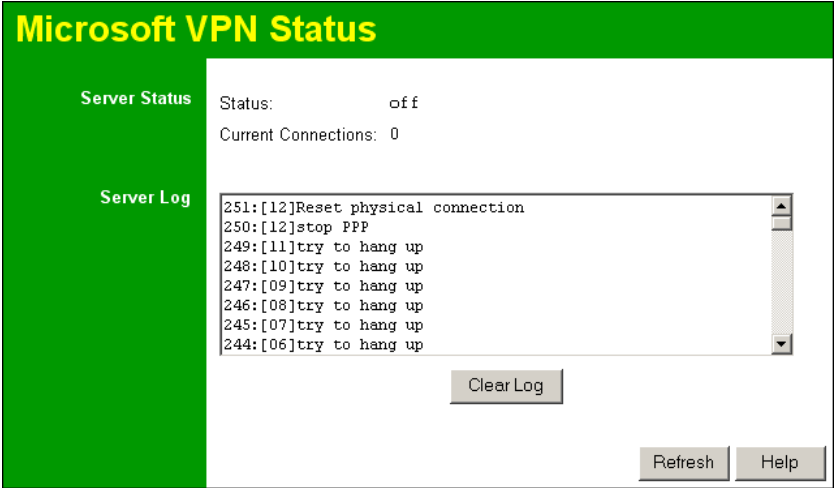 Microsoft VPN Status
Server Status
Status: off
Current Connections: 0
Server Log
251:[12]Reset physical connection
250:[12]stop PPP
249:[11]try to hang up
248:[10]try to hang up
247:[09]try to hang up
246:[08]try to hang up
245:[07]try to hang up
244:[06]try to hang up
Clear Log
Refresh Help